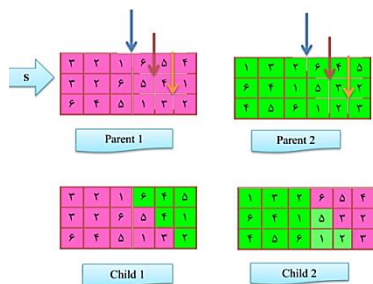 S
۳ ۲ ۱ ۶ ۵ ۴
۳ ۲ ۶ ۵ ۴ ۱
۶ ۴ ۵ ۱ ۳ ۲
Parent 1
۱ ۳ ۲ ۶ ۴ ۵
۶ ۴ ۱ ۵ ۳ ۲
۴ ۵ ۶ ۱ ۲ ۳
Parent 2
۳ ۲ ۱ ۶ ۴ ۵
۳ ۲ ۶ ۵ ۴ ۱
۶ ۴ ۵ ۱ ۳ ۲
Child 1
۱ ۳ ۲ ۶ ۵ ۴
۶ ۴ ۱ ۵ ۳ ۲
۴ ۵ ۶ ۱ ۲ ۳
Child 2